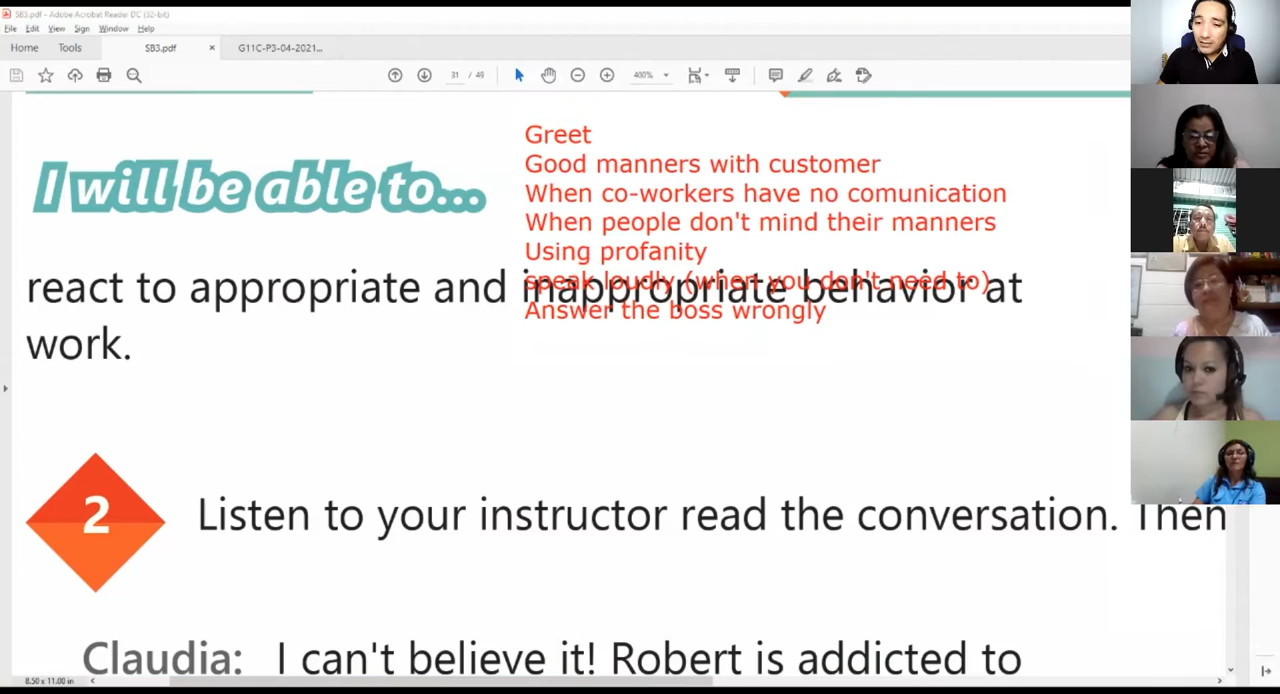 SB3.pdf - Adobe Acrobat Reader DC (32-bit)
File Edit View Sign Window Help
Home Tools SB3.pdf × G11C-P3-04-2021...
31 / 49 400%
I will be able to...
Greet
Good manners with customer
When co-workers have no comunication
When people don't mind their manners
Using profanity
speak loudly (when you don't need to)
Answer the boss wrongly
react to appropriate and inappropriate behavior at
work.
2 Listen to your instructor read the conversation. Then
Claudia: I can't believe it! Robert is addicted to
8.50 x 11.00 in